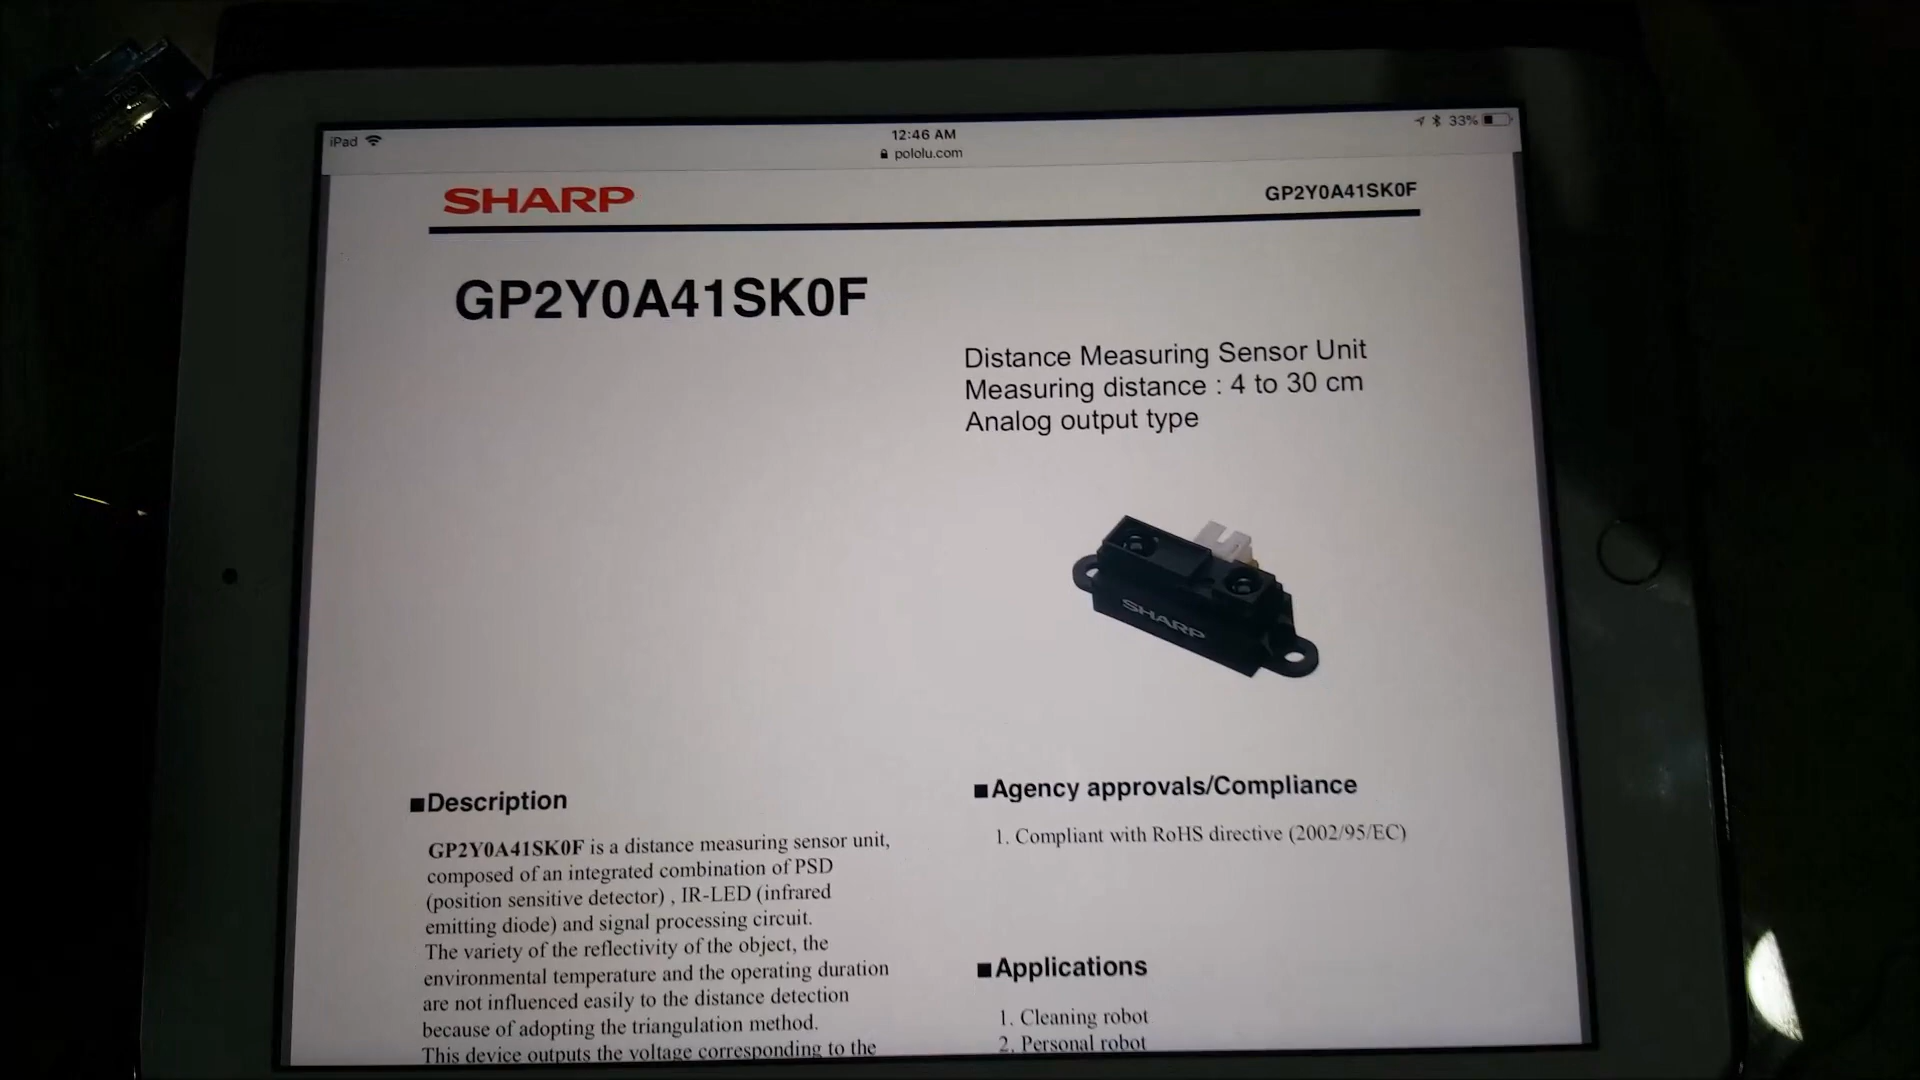 iPad
12:46 AM
33%
pololu.com
SHARP
GP2Y0A41SK0F
GP2Y0A41SK0F
Distance Measuring Sensor Unit
Measuring distance : 4 to 30 cm
Analog output type
SHARP
■Description
GP2Y0A41SK0F is a distance measuring sensor unit,
composed of an integrated combination of PSD
(position sensitive detector) , IR-LED (infrared
emitting diode) and signal processing circuit.
The variety of the reflectivity of the object, the
environmental temperature and the operating duration
are not influenced easily to the distance detection
because of adopting the triangulation method.
This device outputs the voltage corresponding to the
■Agency approvals/Compliance
1. Compliant with RoHS directive (2002/95/EC)
■Applications
1. Cleaning robot
2. Personal robot